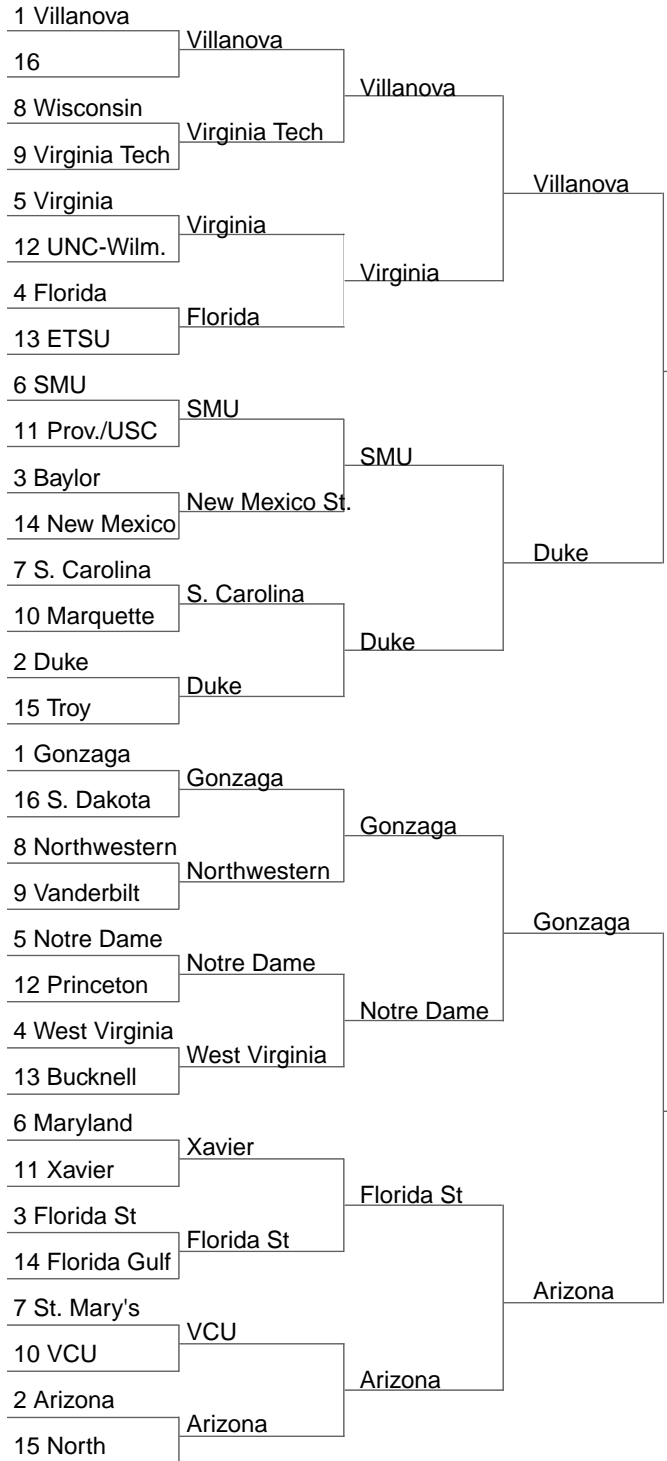 1 Villanova
16
8 Wisconsin
9 Virginia Tech
5 Virginia
12 UNC-Wilm.
4 Florida
13 ETSU
6 SMU
11 Prov./USC
3 Baylor
14 New Mexico
7 S. Carolina
10 Marquette
2 Duke
15 Troy
1 Gonzaga
16 S. Dakota
8 Northwestern
9 Vanderbilt
5 Notre Dame
12 Princeton
4 West Virginia
13 Bucknell
6 Maryland
11 Xavier
3 Florida St
14 Florida Gulf
7 St. Mary's
10 VCU
2 Arizona
15 North
Villanova
Virginia Tech
Virginia
Florida
SMU
New Mexico St.
S. Carolina
Duke
Gonzaga
Northwestern
Notre Dame
West Virginia
Xavier
Florida St
VCU
Arizona
Villanova
Virginia
SMU
Duke
Gonzaga
Notre Dame
Florida St
Arizona
Villanova
Duke
Gonzaga
Arizona